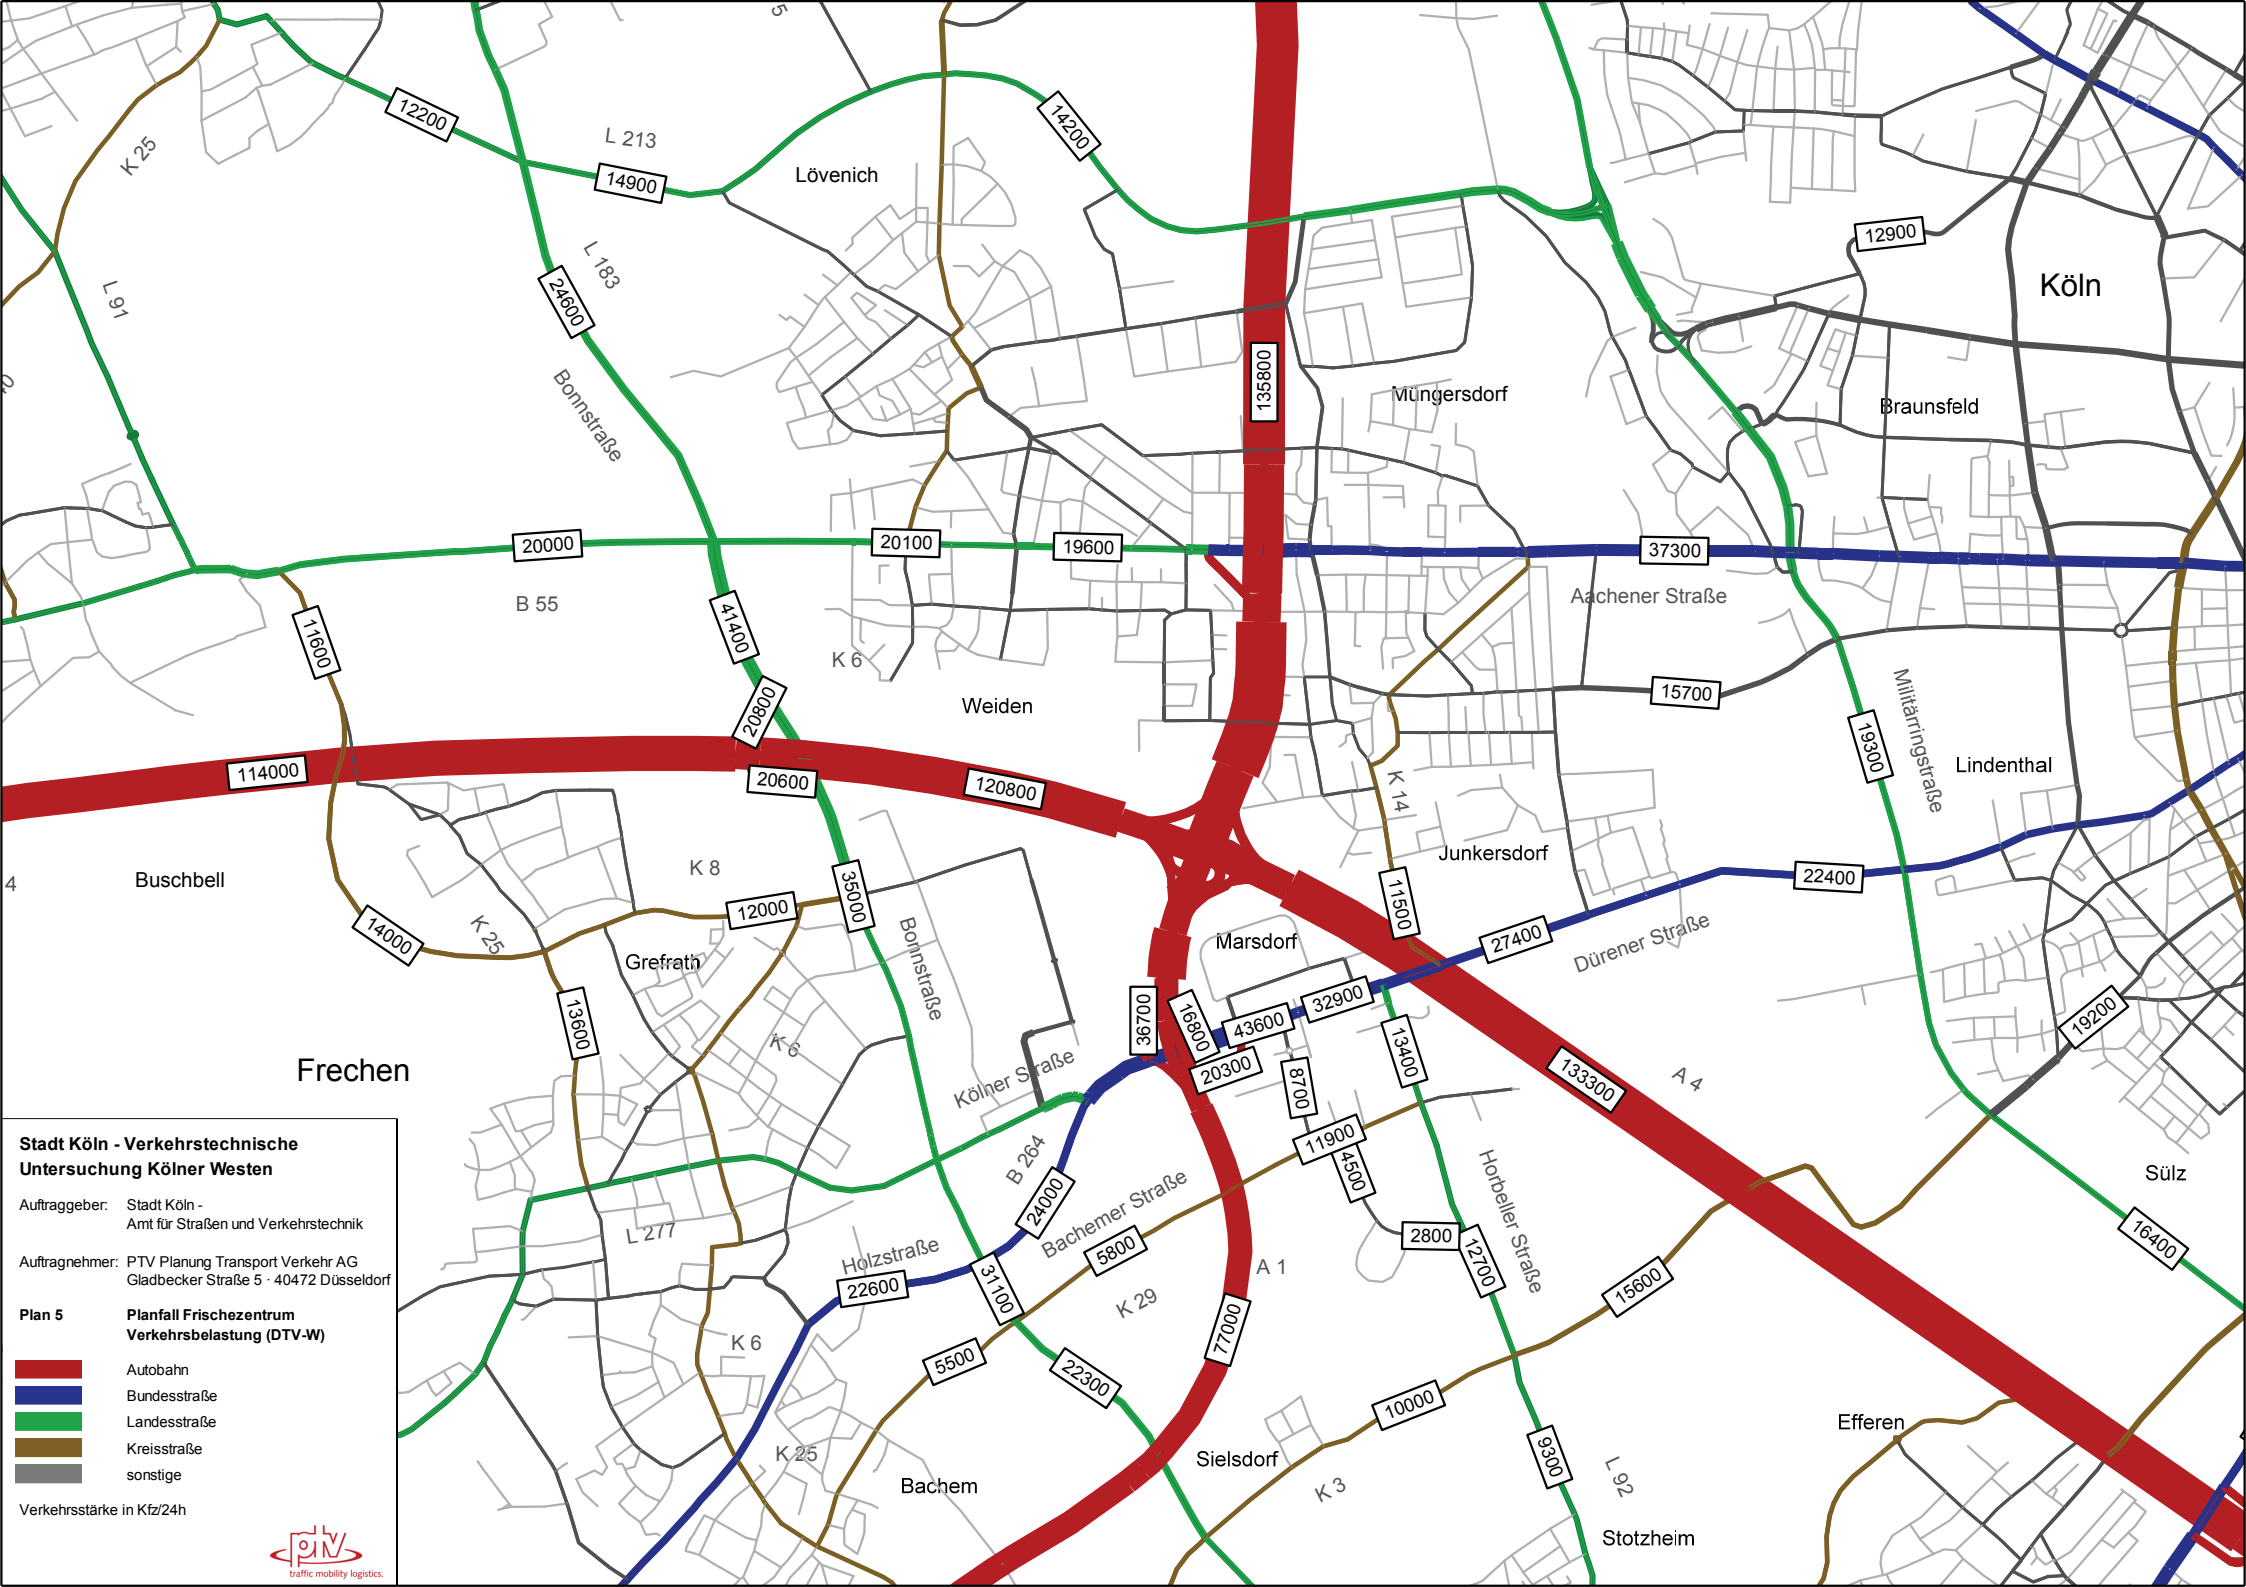 5
12200
L 213
14200
K 25
14900
Lövenich
12900
L 183
L 91
24600
Köln
135800
Bonnstraße
Müngersdorf
Braunsfeld
20000
20100
19600
37300
B 55
Aachener Straße
11600
41400
K 6
20800
Weiden
15700
Militärringstraße
19300
114000
20600
120800
K 14
Lindenthal
4
Buschbell
K 8
35000
Junkersdorf
22400
12000
11500
14000
K 25
Bonnstraße
Marsdorf
27400
Dürener Straße
Grefrath
13600
K 6
36700
16800
43600
32900
13400
19200
Frechen
Kölner Straße
20300
8700
133300
A 4
B 264
11900
4500
Horbeller Straße
Sülz
24000
Bachemer Straße
L 277
Holzstraße
5800
2800
12700
16400
22600
31100
A 1
K 29
15600
77000
K 6
5500
22300
10000
Efferen
K 25
Bachem
Sielsdorf
K 3
9300
L 92
Stotzheim
Stadt Köln - Verkehrstechnische
Untersuchung Kölner Westen
Auftraggeber: Stadt Köln -
Amt für Straßen und Verkehrstechnik
Auftragnehmer: PTV Planung Transport Verkehr AG
Gladbecker Straße 5 · 40472 Düsseldorf
Plan 5 Planfall Frischezentrum
Verkehrsbelastung (DTV-W)
Autobahn
Bundesstraße
Landesstraße
Kreisstraße
sonstige
Verkehrsstärke in Kfz/24h
ptv
traffic mobility logistics.